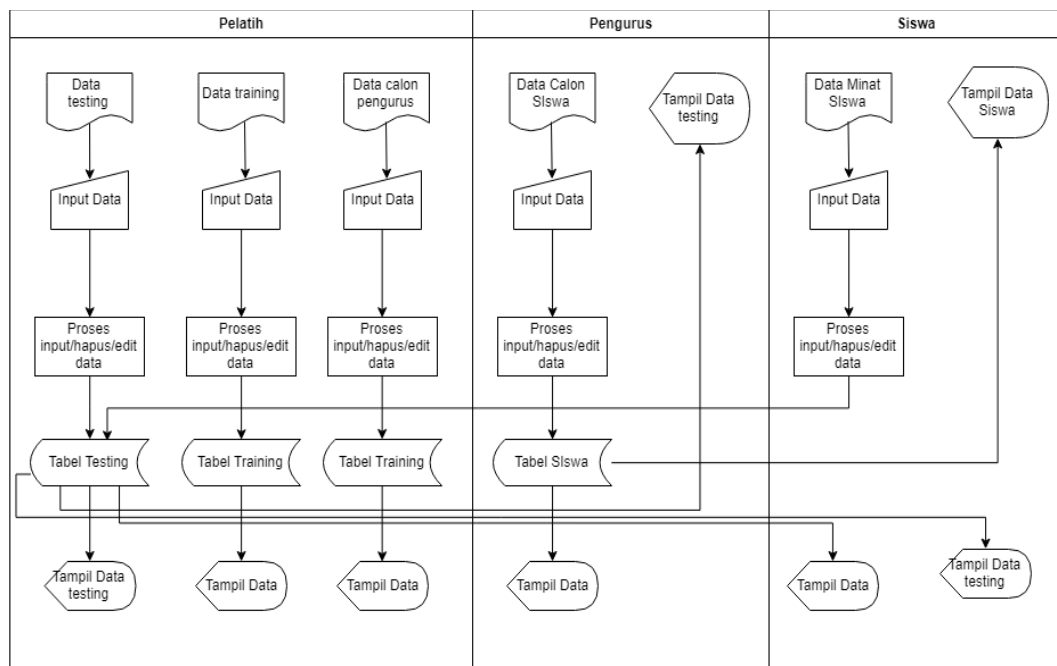 Pelatih
Pengurus
Siswa
Data
testing
Data training
Data calon
pengurus
Data Calon
SIswa
Tampil Data
testing
Data Minat
SIswa
Tampil Data
Siswa
Input Data
Input Data
Input Data
Input Data
Input Data
Proses
input/hapus/edit
data
Proses
input/hapus/edit
data
Proses
input/hapus/edit
data
Proses
input/hapus/edit
data
Proses
input/hapus/edit
data
Tabel Testing
Tabel Training
Tabel Training
Tabel SIswa
Tampil Data
testing
Tampil Data
Tampil Data
Tampil Data
Tampil Data
Tampil Data
testing